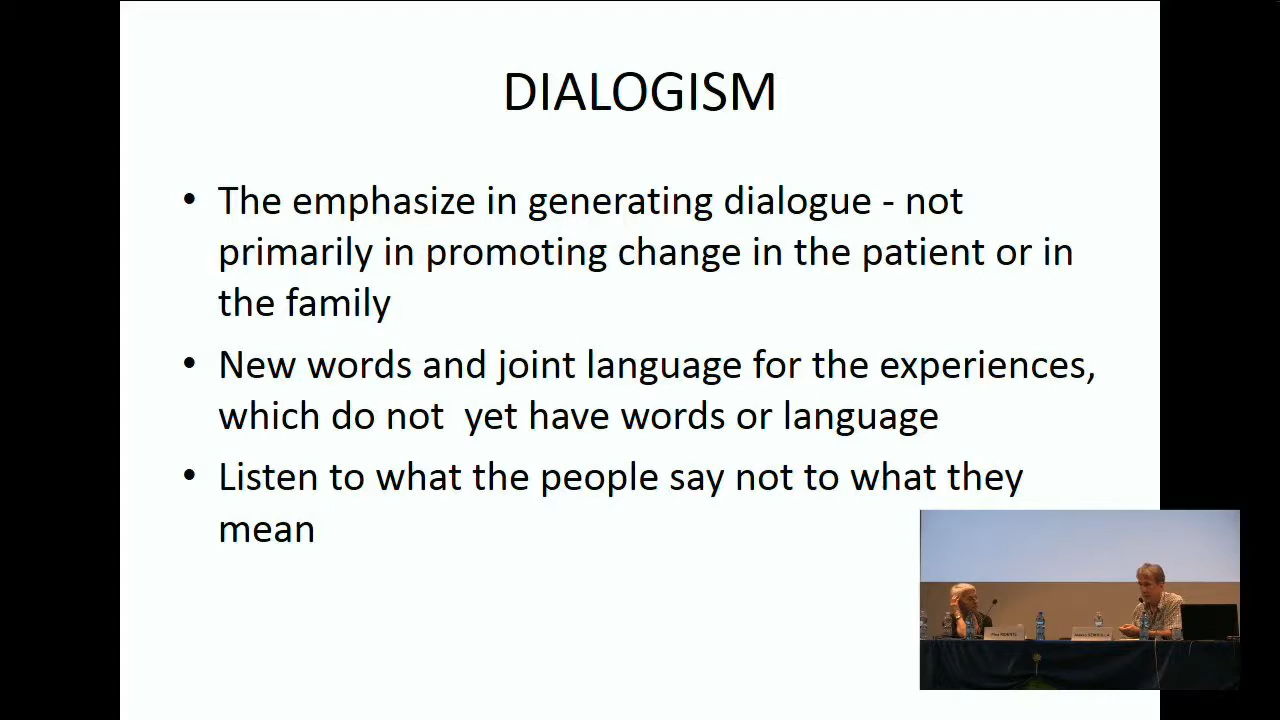 DIALOGISM
• The emphasize in generating dialogue - not
primarily in promoting change in the patient or in
the family
• New words and joint language for the experiences,
which do not  yet have words or language
• Listen to what the people say not to what they
mean